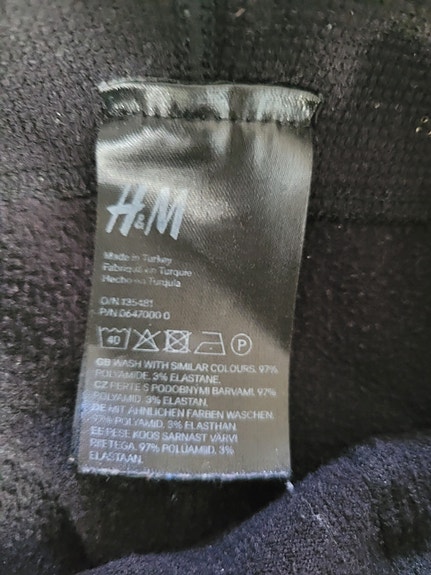 H&M
Made in Turkey
Fabriqué en Turquie
Hecho en Turquía
O/N 135481
P/N 0647000 0
40 P
GB WASH WITH SIMILAR COLOURS. 97%
POLYAMIDE. 3% ELASTANE.
CZ PERTE S PODOBNÝMI BARVAMI. 97%
POLYAMID. 3% ELASTAN.
DE MIT ÄHNLICHEN FARBEN WASCHEN.
97% POLYAMID. 3% ELASTHAN
EE PESE KOOS SARNAST VÄRVI
RIIETEGA. 97% POLÜAMIID. 3%
ELASTAAN.